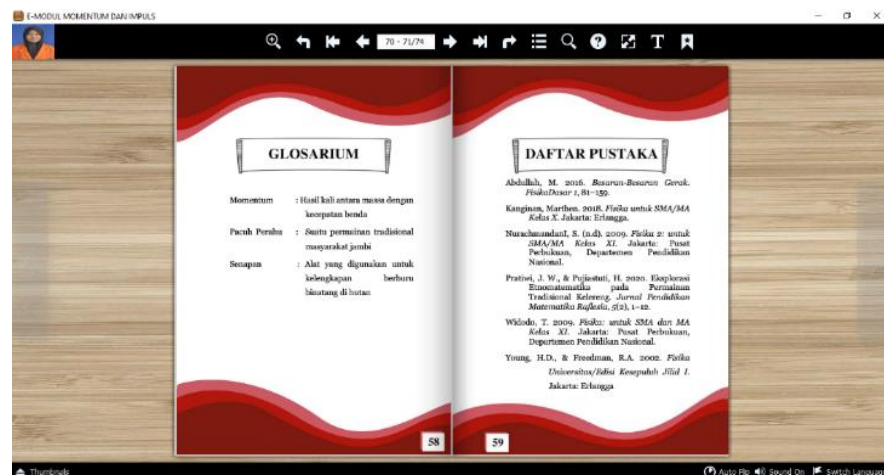 E-MODUL MOMENTUM DAN IMPULS
70 - 71/74
GLOSARIUM
Momentum : Hasil kali antara massa dengan
kecepatan benda
Pacuh Perahu : Suatu permainan tradisional
masyarakat jambi
Senapan : Alat yang digunakan untuk
kelengkapan berburu
binatang di hutan
58
DAFTAR PUSTAKA
Abdullah, M. 2016. Besaran-Besaran Gerak.
FisikaDasar 1, 81–159.
Kanginan, Marthen. 2018. Fisika untuk SMA/MA
Kelas X. Jakarta: Erlangga.
NurachmandanI, S. (n.d). 2009. Fisika 2: untuk
SMA/MA Kelas XI. Jakarta: Pusat
Perbukuan, Departemen Pendidikan
Nasional.
Pratiwi, J. W., & Pujiastuti, H. 2020. Eksplorasi
Etnomatematika pada Permainan
Tradisional Kelereng. Jurnal Pendidikan
Matematika Raflesia, 5(2), 1–12.
Widodo, T. 2009. Fisika: untuk SMA dan MA
Kelas XI. Jakarta: Pusat Perbukuan,
Departemen Pendidikan Nasional.
Young, H.D., & Freedman, R.A. 2002. Fisika
Universitas/Edisi Kesepuluh Jilid I.
Jakarta: Erlangga
59
Thumbnails
Auto Flip Sound On Switch Language